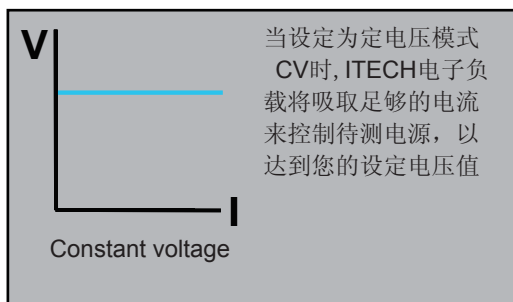 V
I
Constant voltage
当设定为定电压模式
CV时, ITECH电子负
载将吸取足够的电流
来控制待测电源，以
达到您的设定电压值